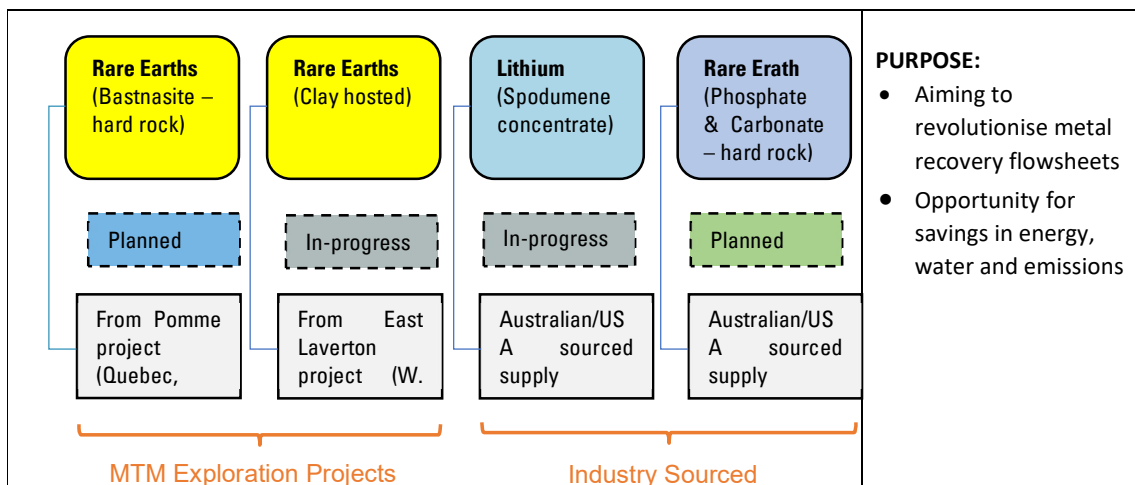 Rare Earths
(Bastnasite –
hard rock)
Rare Earths
(Clay hosted)
Lithium
(Spodumene
concentrate)
Rare Erath
(Phosphate
& Carbonate
– hard rock)
Planned
In-progress
In-progress
Planned
From Pomme
project
(Quebec,
From East
Laverton
project (W.
Australian/US
A sourced
supply
Australian/US
A sourced
supply
MTM Exploration Projects
Industry Sourced
PURPOSE:
• Aiming to
revolutionise metal
recovery flowsheets
• Opportunity for
savings in energy,
water and emissions